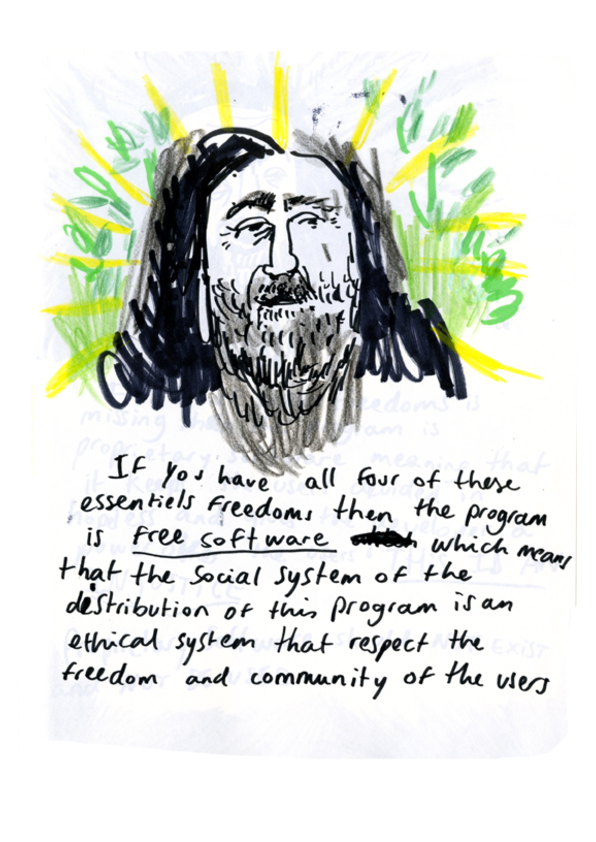 If you have all four of these
essentiels freedoms then the program
is free software which means
that the social system of the
distribution of this program is an
ethical system that respect the
freedom and community of the users